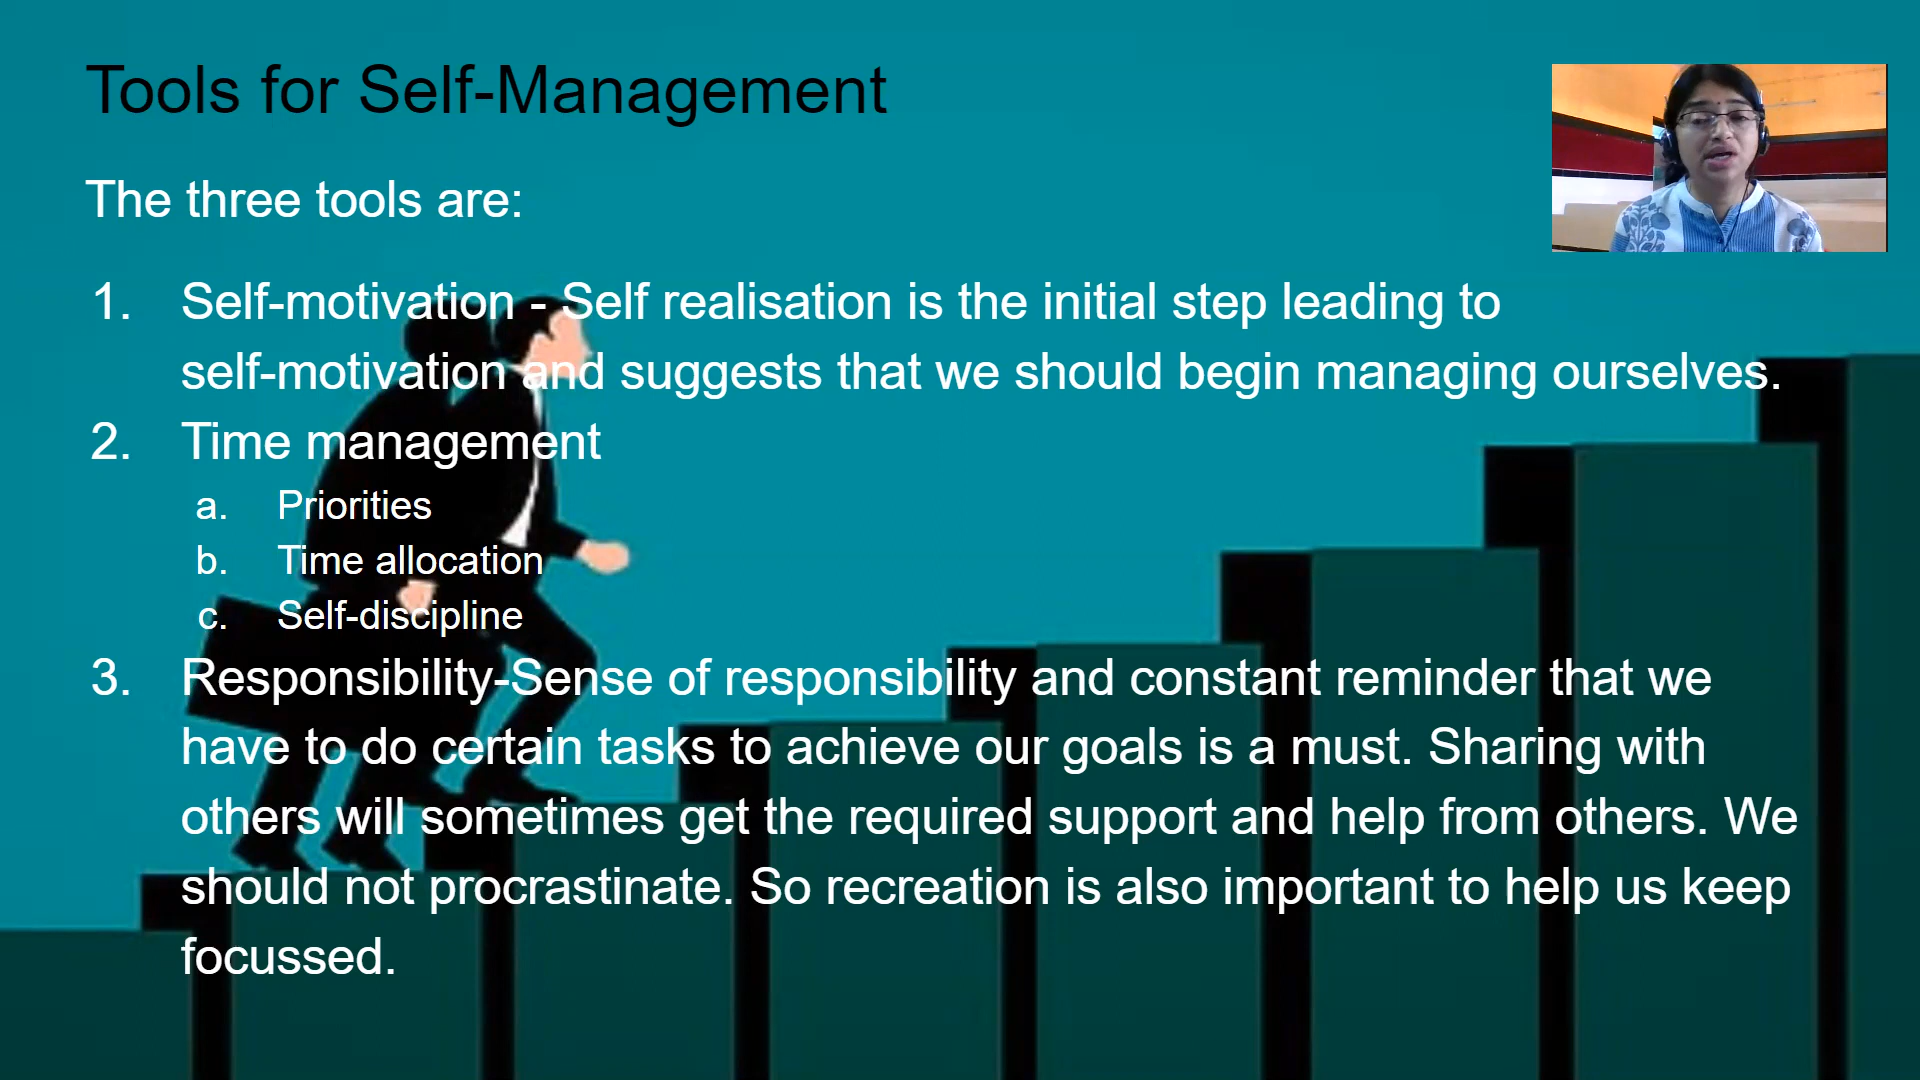 Tools for Self-Management
The three tools are:
1. Self-motivation - Self realisation is the initial step leading to
self-motivation and suggests that we should begin managing ourselves.
2. Time management
a. Priorities
b. Time allocation
c. Self-discipline
3. Responsibility-Sense of responsibility and constant reminder that we
have to do certain tasks to achieve our goals is a must. Sharing with
others will sometimes get the required support and help from others. We
should not procrastinate. So recreation is also important to help us keep
focussed.